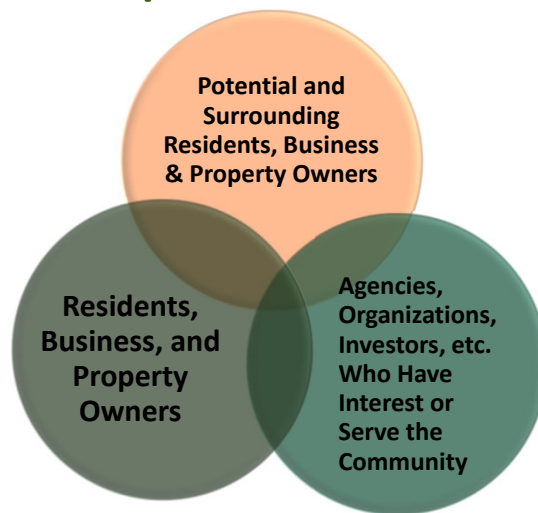 Potential and
Surrounding
Residents, Business
& Property Owners
Residents,
Business, and
Property
Owners
Agencies,
Organizations,
Investors, etc.
Who Have
Interest or
Serve the
Community